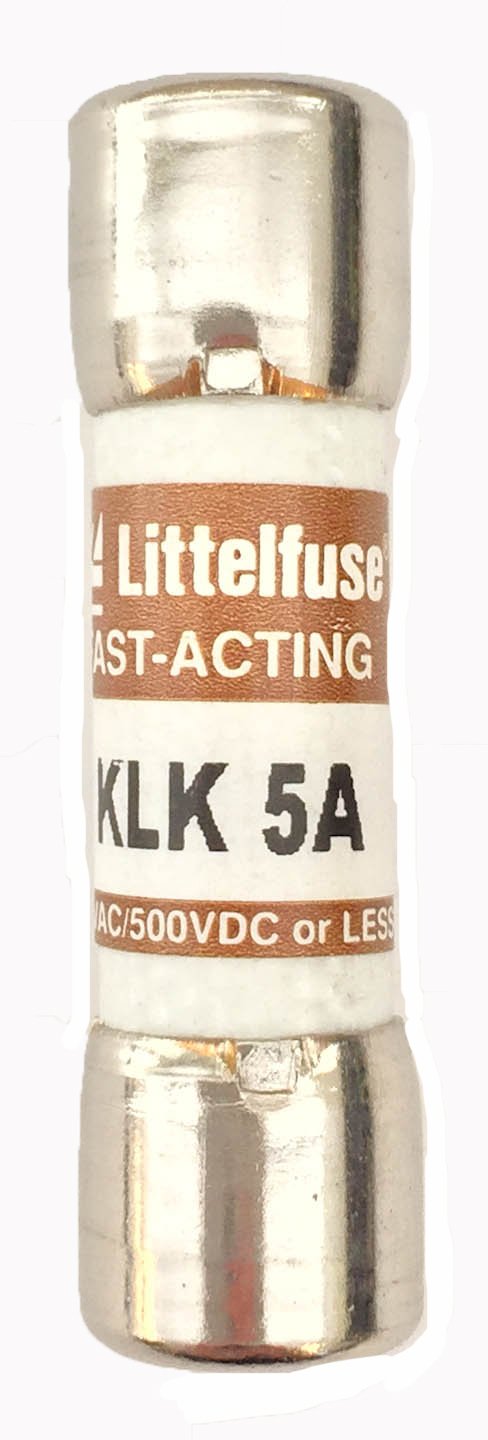 Littelfuse®
AST-ACTING
KLK 5A
VAC/500VDC or LESS